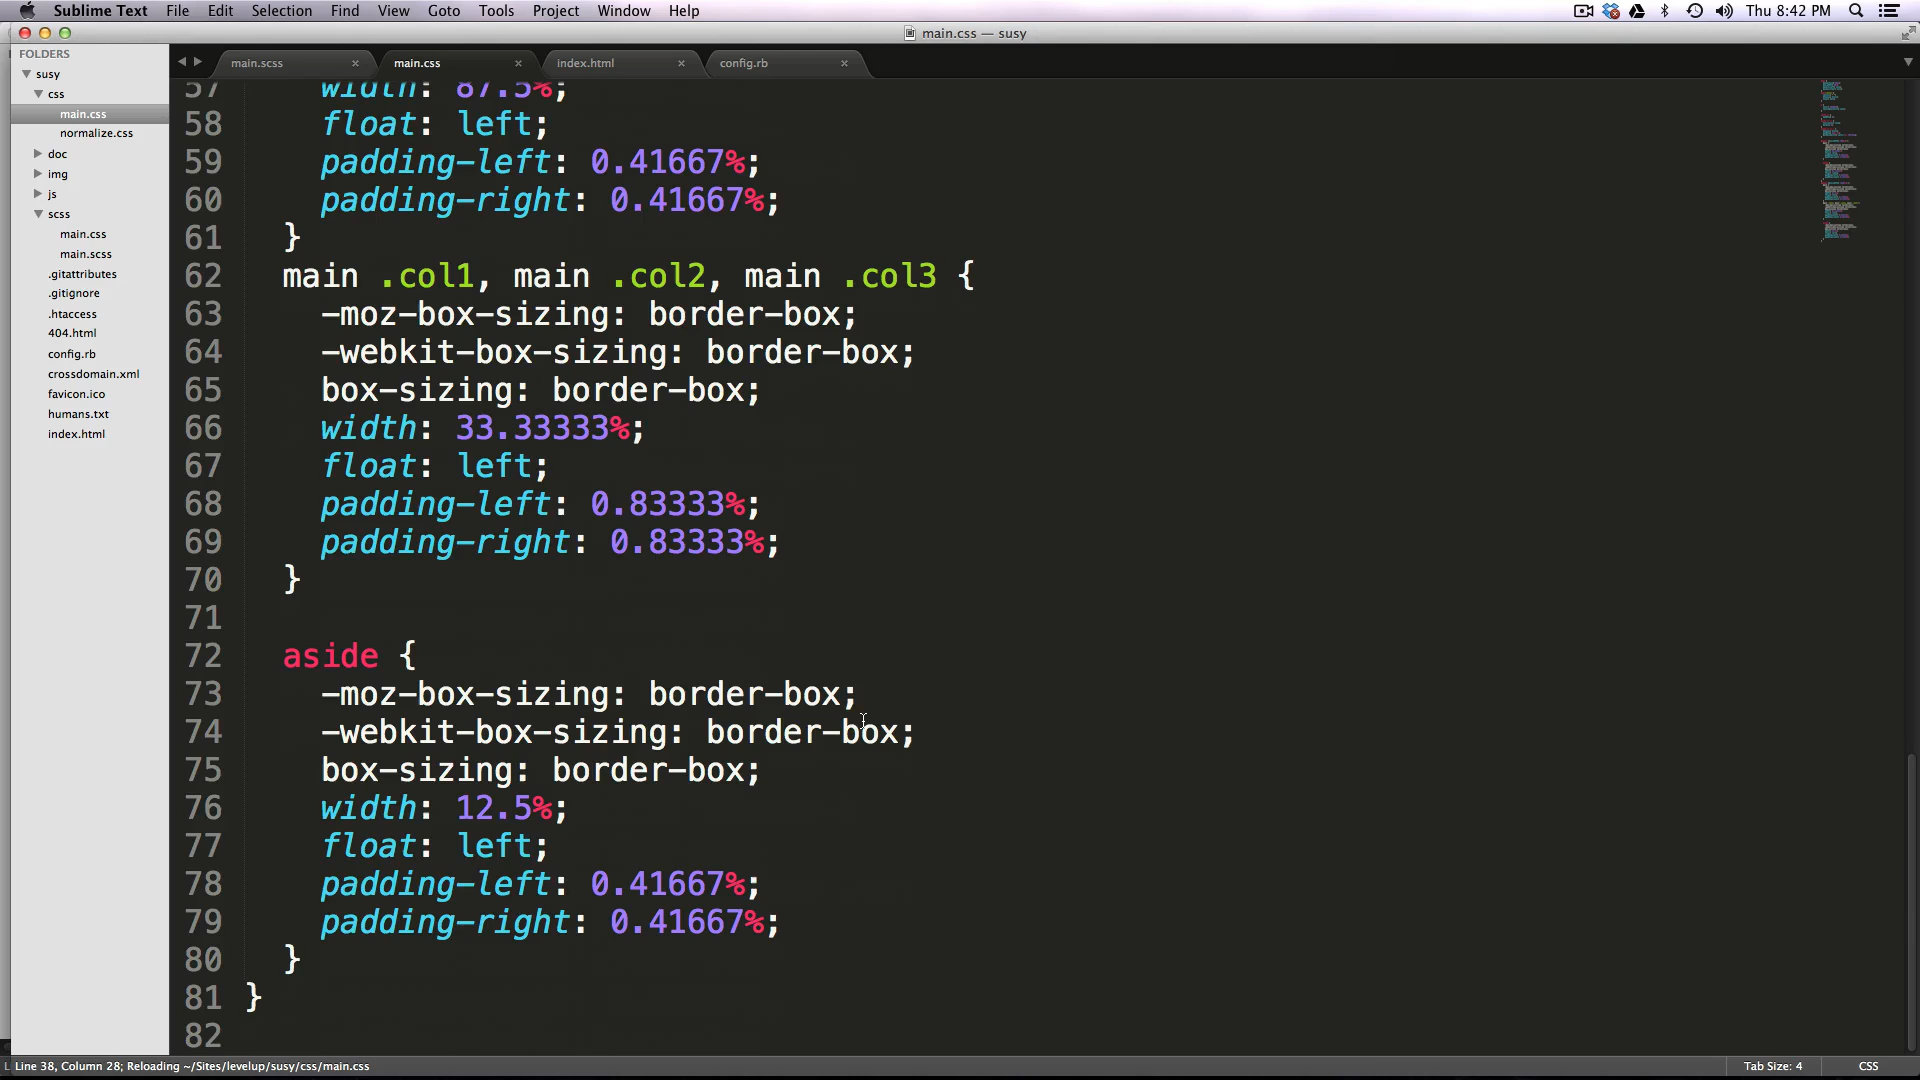 Sublime Text File Edit Selection Find View Goto Tools Project Window Help Thu 8:42 PM
main.css — susy
FOLDERS
susy
css
main.css
normalize.css
doc
img
js
scss
main.css
main.scss
.gitattributes
.gitignore
.htaccess
404.html
config.rb
crossdomain.xml
favicon.ico
humans.txt
index.html
main.scss × main.css × index.html × config.rb ×
57 width: 87.5%;
58 float: left;
59 padding-left: 0.41667%;
60 padding-right: 0.41667%;
61 }
62 main .col1, main .col2, main .col3 {
63 -moz-box-sizing: border-box;
64 -webkit-box-sizing: border-box;
65 box-sizing: border-box;
66 width: 33.33333%;
67 float: left;
68 padding-left: 0.83333%;
69 padding-right: 0.83333%;
70 }
71
72 aside {
73 -moz-box-sizing: border-box;
74 -webkit-box-sizing: border-box;
75 box-sizing: border-box;
76 width: 12.5%;
77 float: left;
78 padding-left: 0.41667%;
79 padding-right: 0.41667%;
80 }
81 }
82
Line 38, Column 28; Reloading ~/Sites/levelup/susy/css/main.css Tab Size: 4 CSS